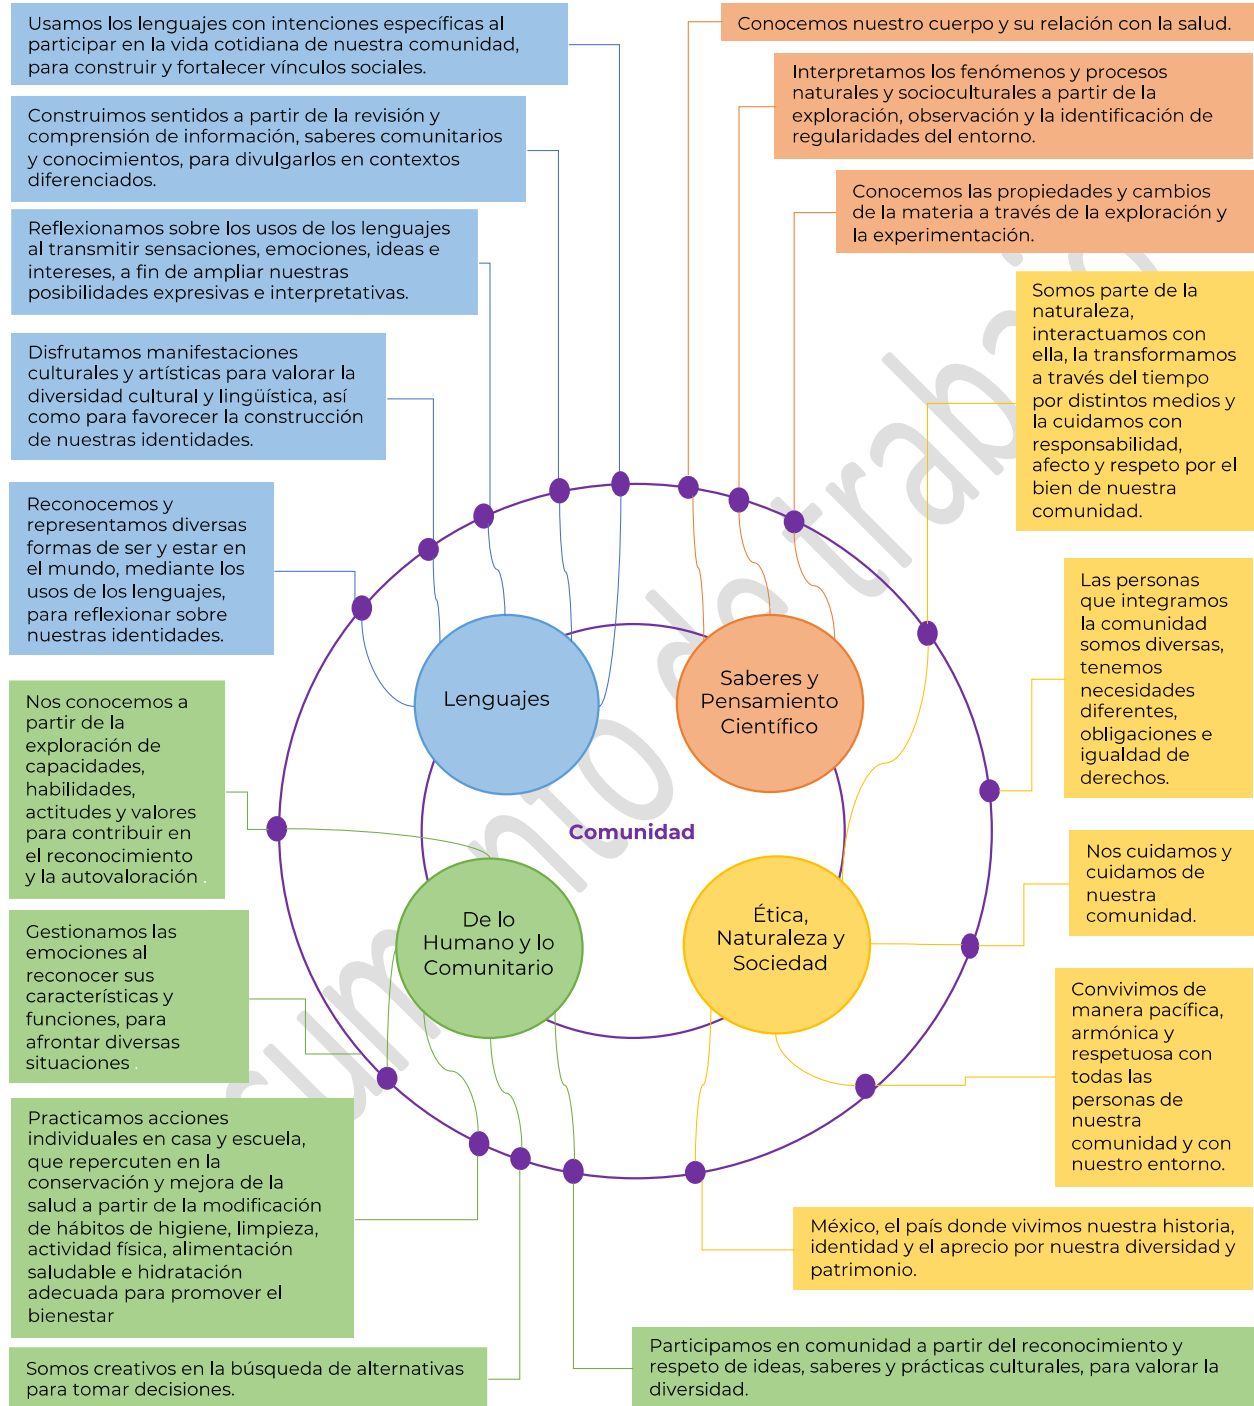 Usamos los lenguajes con intenciones específicas al
participar en la vida cotidiana de nuestra comunidad,
para construir y fortalecer vínculos sociales.
Construimos sentidos a partir de la revisión y
comprensión de información, saberes comunitarios
y conocimientos, para divulgarlos en contextos
diferenciados.
Reflexionamos sobre los usos de los lenguajes
al transmitir sensaciones, emociones, ideas e
intereses, a fin de ampliar nuestras
posibilidades expresivas e interpretativas.
Disfrutamos manifestaciones
culturales y artísticas para valorar la
diversidad cultural y lingüística, así
como para favorecer la construcción
de nuestras identidades.
Reconocemos y
representamos diversas
formas de ser y estar en
el mundo, mediante los
usos de los lenguajes,
para reflexionar sobre
nuestras identidades.
Conocemos nuestro cuerpo y su relación con la salud.
Interpretamos los fenómenos y procesos
naturales y socioculturales a partir de la
exploración, observación y la identificación de
regularidades del entorno.
Conocemos las propiedades y cambios
de la materia a través de la exploración y
la experimentación.
Somos parte de la
naturaleza,
interactuamos con
ella, la transformamos
a través del tiempo
por distintos medios y
la cuidamos con
responsabilidad,
afecto y respeto por el
bien de nuestra
comunidad.
Las personas
que integramos
la comunidad
somos diversas,
tenemos
necesidades
diferentes,
obligaciones e
igualdad de
derechos.
Nos cuidamos y
cuidamos de
nuestra
comunidad.
Convivimos de
manera pacífica,
armónica y
respetuosa con
todas las
personas de
nuestra
comunidad y con
nuestro entorno.
México, el país donde vivimos nuestra historia,
identidad y el aprecio por nuestra diversidad y
patrimonio.
Lenguajes
Saberes y
Pensamiento
Científico
Comunidad
De lo
Humano y lo
Comunitario
Ética,
Naturaleza y
Sociedad
Nos conocemos a
partir de la
exploración de
capacidades,
habilidades,
actitudes y valores
para contribuir en
el reconocimiento
y la autovaloración .
Gestionamos las
emociones al
reconocer sus
características y
funciones, para
afrontar diversas
situaciones .
Practicamos acciones
individuales en casa y escuela,
que repercuten en la
conservación y mejora de la
salud a partir de la modificación
de hábitos de higiene, limpieza,
actividad física, alimentación
saludable e hidratación
adecuada para promover el
bienestar
Somos creativos en la búsqueda de alternativas
para tomar decisiones.
Participamos en comunidad a partir del reconocimiento y
respeto de ideas, saberes y prácticas culturales, para valorar la
diversidad.
sumento de trabajo